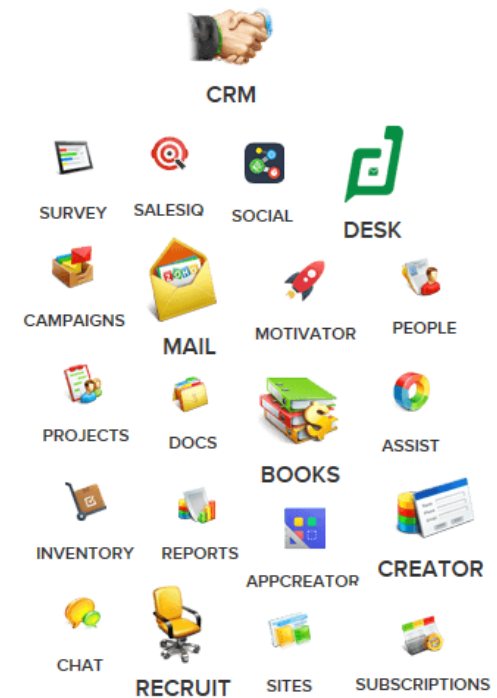 CRM
SURVEY
SALESIQ
SOCIAL
DESK
CAMPAIGNS
ZOHO
MAIL
MOTIVATOR
PEOPLE
PROJECTS
DOCS
BOOKS
ASSIST
INVENTORY
REPORTS
APPCREATOR
CREATOR
CHAT
RECRUIT
SITES
SUBSCRIPTIONS